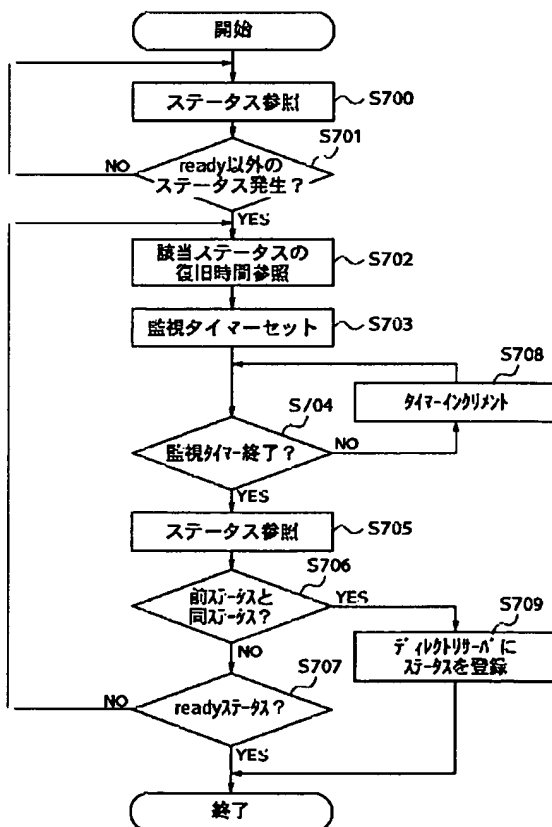 開始
ステータス参照
S700
ready以外の
ステータス発生？
S701
NO
YES
該当ステータスの
復旧時間参照
S702
監視タイマーセット
S703
S708
タイマーインクリメント
S704
監視タイマー終了？
NO
YES
ステータス参照
S705
前ステータスと
同ステータス？
S706
YES
S709
ディレクトリサーバに
ステータスを登録
NO
readyステータス？
S707
NO
YES
終了